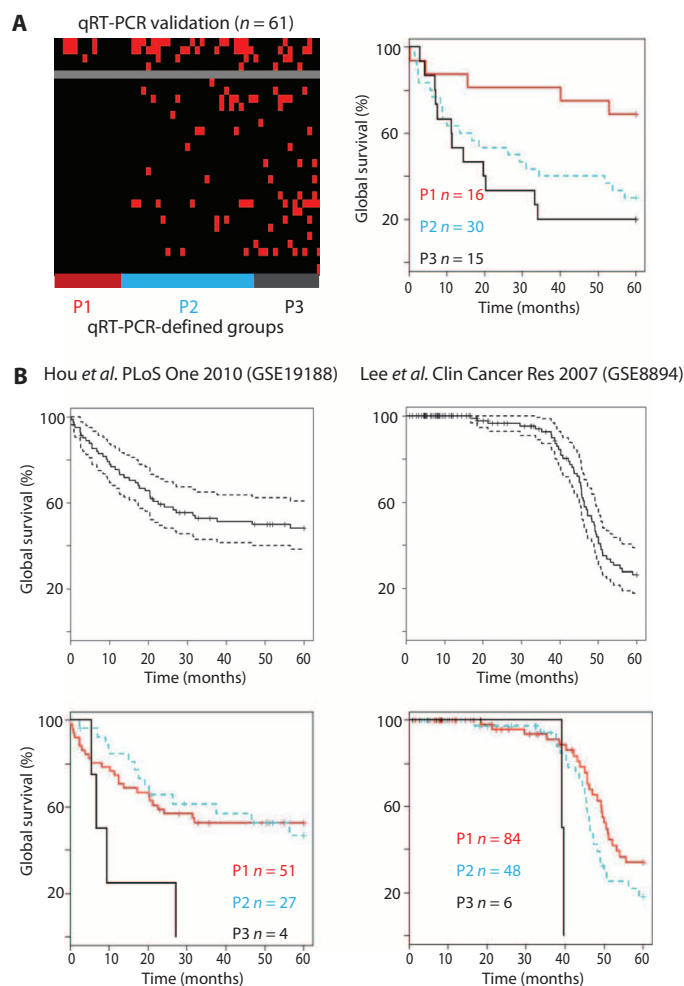 A
qRT-PCR validation (n = 61)
P1 P2 P3
qRT-PCR-defined groups
Global survival (%)
100
60
20
P1 n = 16
P2 n = 30
P3 n = 15
0 10 20 30 40 50 60
Time (months)
B
Hou et al. PLoS One 2010 (GSE19188)
Global survival (%)
100
60
20
0 10 20 30 40 50 60
Time (months)
Lee et al. Clin Cancer Res 2007 (GSE8894)
Global survival (%)
100
60
20
0 10 20 30 40 50 60
Time (months)
Global survival (%)
100
60
20
P1 n = 51
P2 n = 27
P3 n = 4
0 10 20 30 40 50 60
Time (months)
Global survival (%)
100
60
20
P1 n = 84
P2 n = 48
P3 n = 6
0 10 20 30 40 50 60
Time (months)